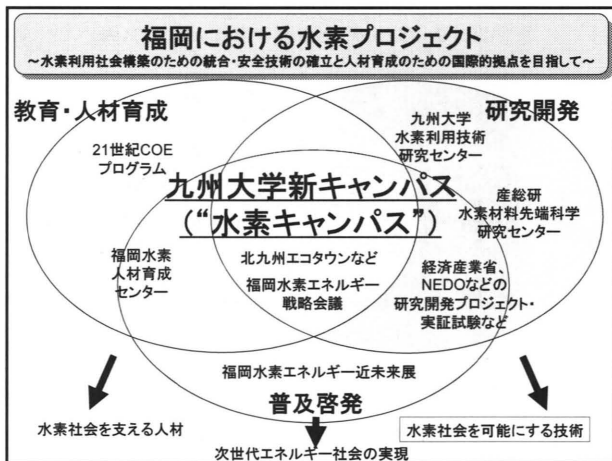 福岡における水素プロジェクト
～水素利用社会構築のための統合・安全技術の確立と人材育成のための国際的拠点を目指して～
教育・人材育成
研究開発
21世紀COE
プログラム
九州大学
水素利用技術
研究センター
九州大学新キャンパス
(“水素キャンパス”)
産総研
水素材料先端科学
研究センター
福岡水素
人材育成
センター
北九州エコタウンなど
福岡水素エネルギー
戦略会議
経済産業省、
NEDOなどの
研究開発プロジェクト・
実証試験など
福岡水素エネルギー近未来展
普及啓発
水素社会を支える人材
水素社会を可能にする技術
次世代エネルギー社会の実現